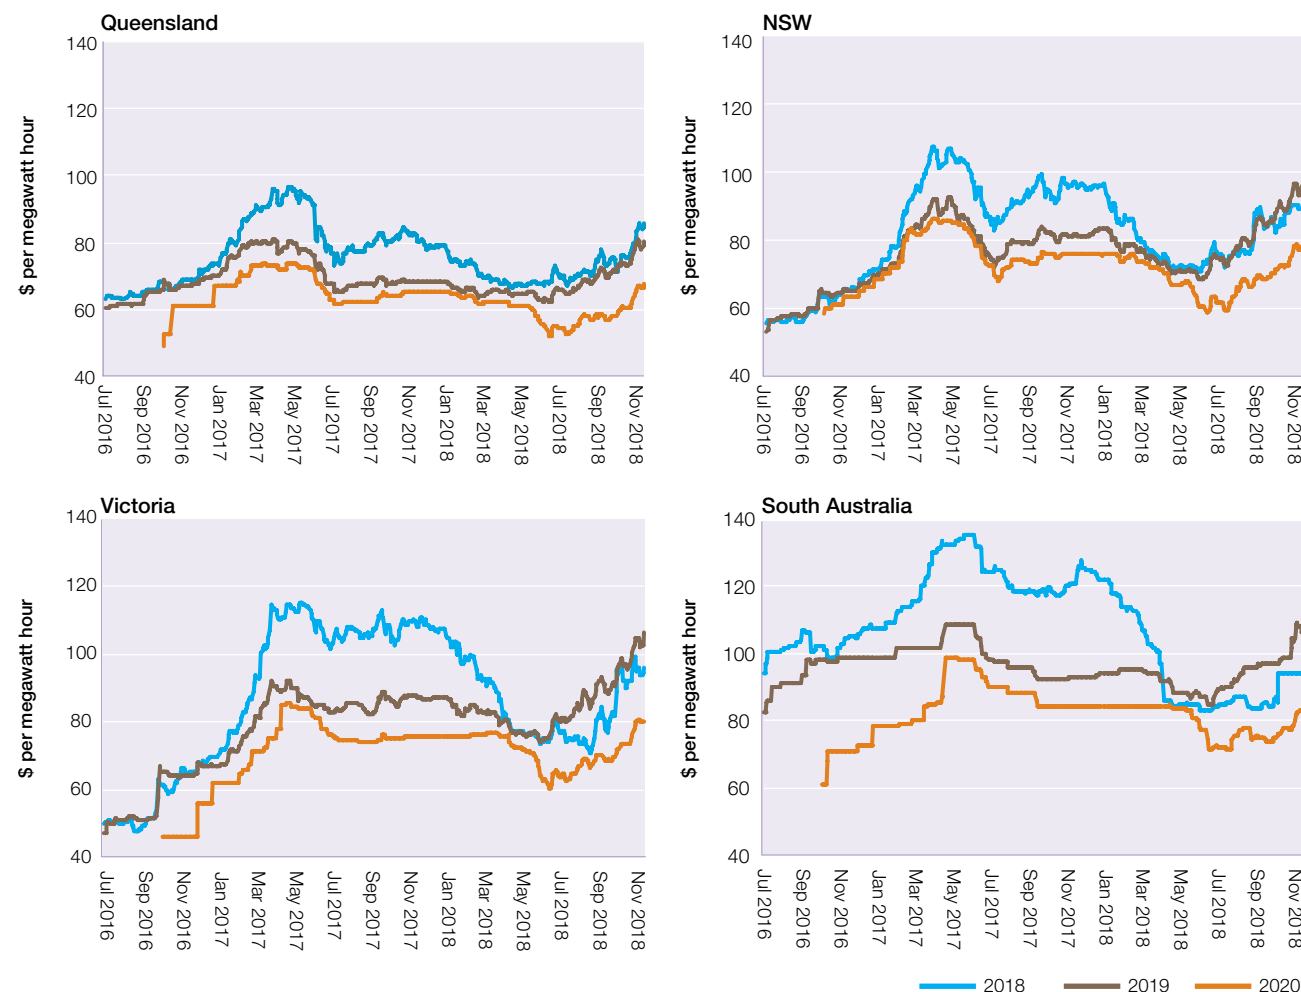 Queensland
$ per megawatt hour
140
120
100
80
60
40
Jul 2016
Sep 2016
Nov 2016
Jan 2017
Mar 2017
May 2017
Jul 2017
Sep 2017
Nov 2017
Jan 2018
Mar 2018
May 2018
Jul 2018
Sep 2018
Nov 2018
NSW
$ per megawatt hour
140
120
100
80
60
40
Jul 2016
Sep 2016
Nov 2016
Jan 2017
Mar 2017
May 2017
Jul 2017
Sep 2017
Nov 2017
Jan 2018
Mar 2018
May 2018
Jul 2018
Sep 2018
Nov 2018
Victoria
$ per megawatt hour
140
120
100
80
60
40
Jul 2016
Sep 2016
Nov 2016
Jan 2017
Mar 2017
May 2017
Jul 2017
Sep 2017
Nov 2017
Jan 2018
Mar 2018
May 2018
Jul 2018
Sep 2018
Nov 2018
South Australia
$ per megawatt hour
140
120
100
80
60
40
Jul 2016
Sep 2016
Nov 2016
Jan 2017
Mar 2017
May 2017
Jul 2017
Sep 2017
Nov 2017
Jan 2018
Mar 2018
May 2018
Jul 2018
Sep 2018
Nov 2018
2018
2019
2020